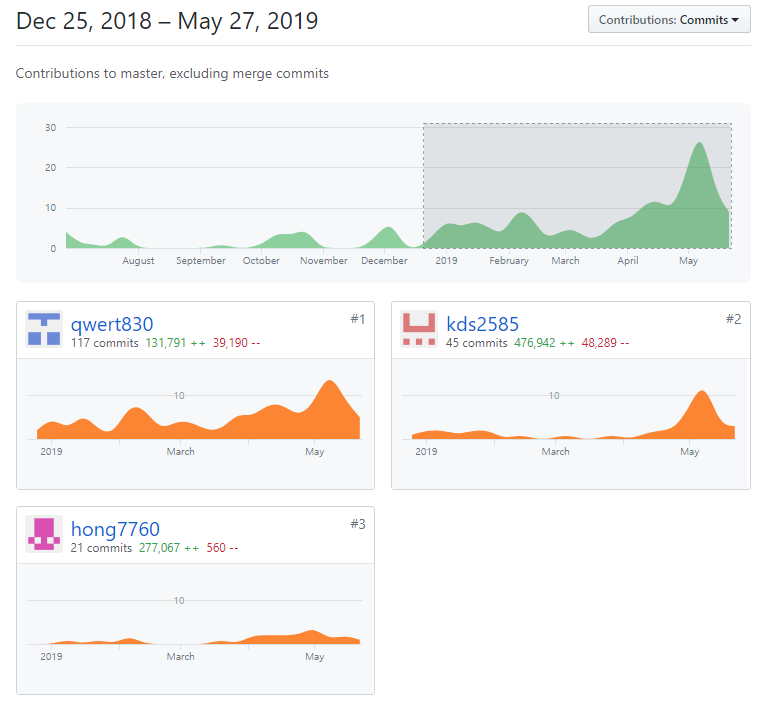 Dec 25, 2018 – May 27, 2019
Contributions: Commits
Contributions to master, excluding merge commits
30
20
10
0
August September October November December 2019 February March April May
qwert830 #1
117 commits 131,791 ++ 39,190 --
10
2019 March May
kds2585 #2
45 commits 476,942 ++ 48,289 --
10
2019 March May
hong7760 #3
21 commits 277,067 ++ 560 --
10
2019 March May